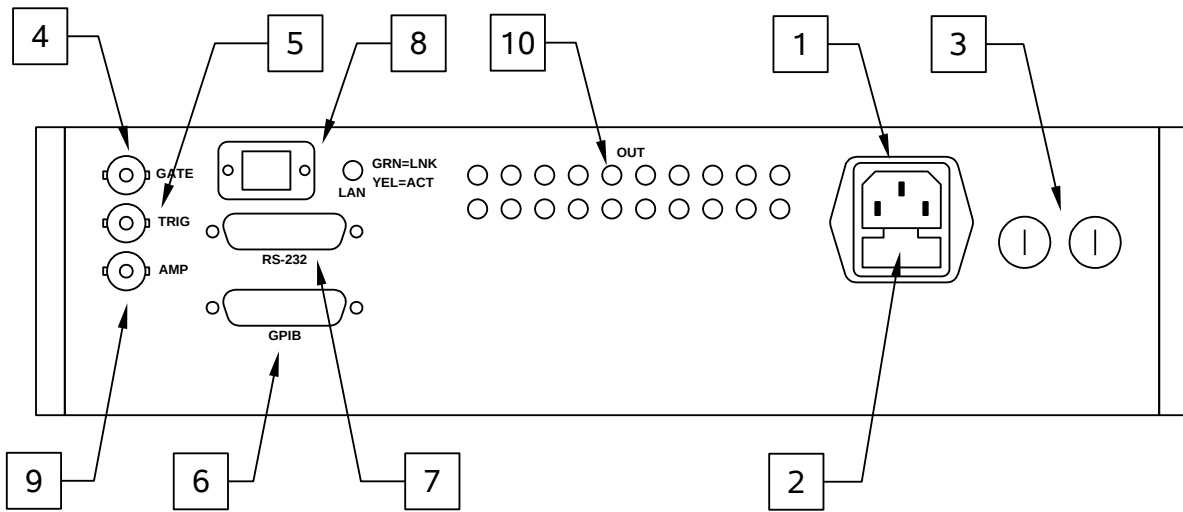 4
5
8
10
1
3
GATE
TRIG
AMP
GRN=LNK
YEL=ACT
LAN
OUT
RS-232
GPIB
9
6
7
2